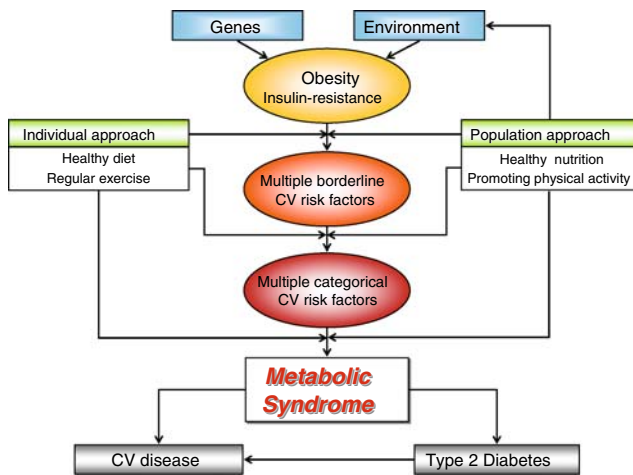 Genes
Environment
Obesity
Insulin-resistance
Individual approach
Healthy diet
Regular exercise
Population approach
Healthy nutrition
Promoting physical activity
Multiple borderline
CV risk factors
Multiple categorical
CV risk factors
Metabolic
Syndrome
CV disease
Type 2 Diabetes